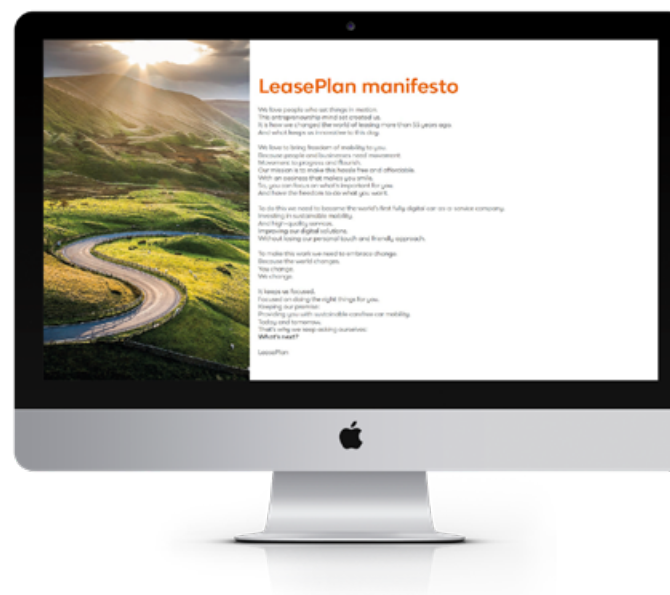 LeasePlan manifesto
We love people who set things in motion.
This entrepreneurship mind set created us.
It is how we changed the world of leasing more than 55 years ago.
And what keeps us innovative to this day.
We love to bring freedom of mobility to you.
Because people and businesses need movement.
Movement to progress and flourish.
Our mission is to make this hassle free and affordable.
With an easiness that makes you smile.
So, you can focus on what's important for you.
And have the freedom to do what you want.
To do this we need to become the world's first fully digital car as a service company.
Investing in sustainable mobility.
And high-quality service.
Improving our digital solutions.
Without losing our personal touch and friendly approach.
To make this work we need to embrace change.
Because the world changes.
You change.
We change.
It keeps us focused.
Focused on doing the right things for you.
Keeping our promise:
Providing you with sustainable carefree car mobility.
Today and tomorrow.
That's why we keep asking ourselves:
What's next?
LeasePlan